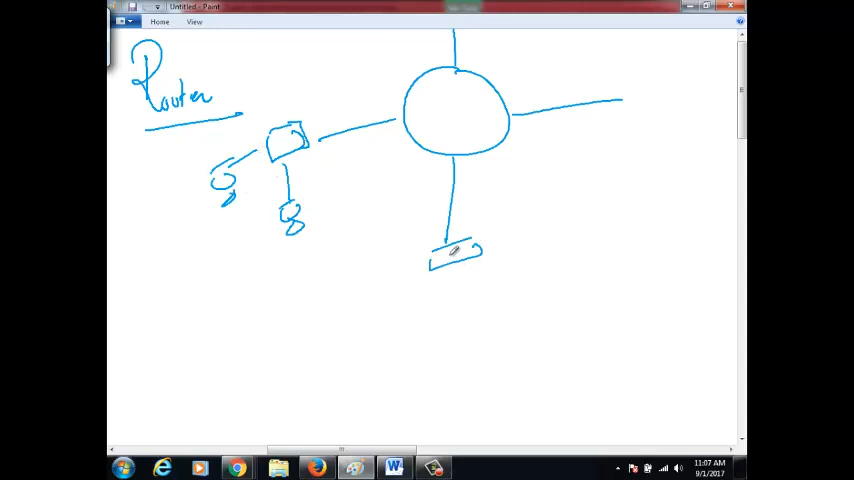 Untitled - Paint
Home View
Router
11:07 AM
9/1/2017